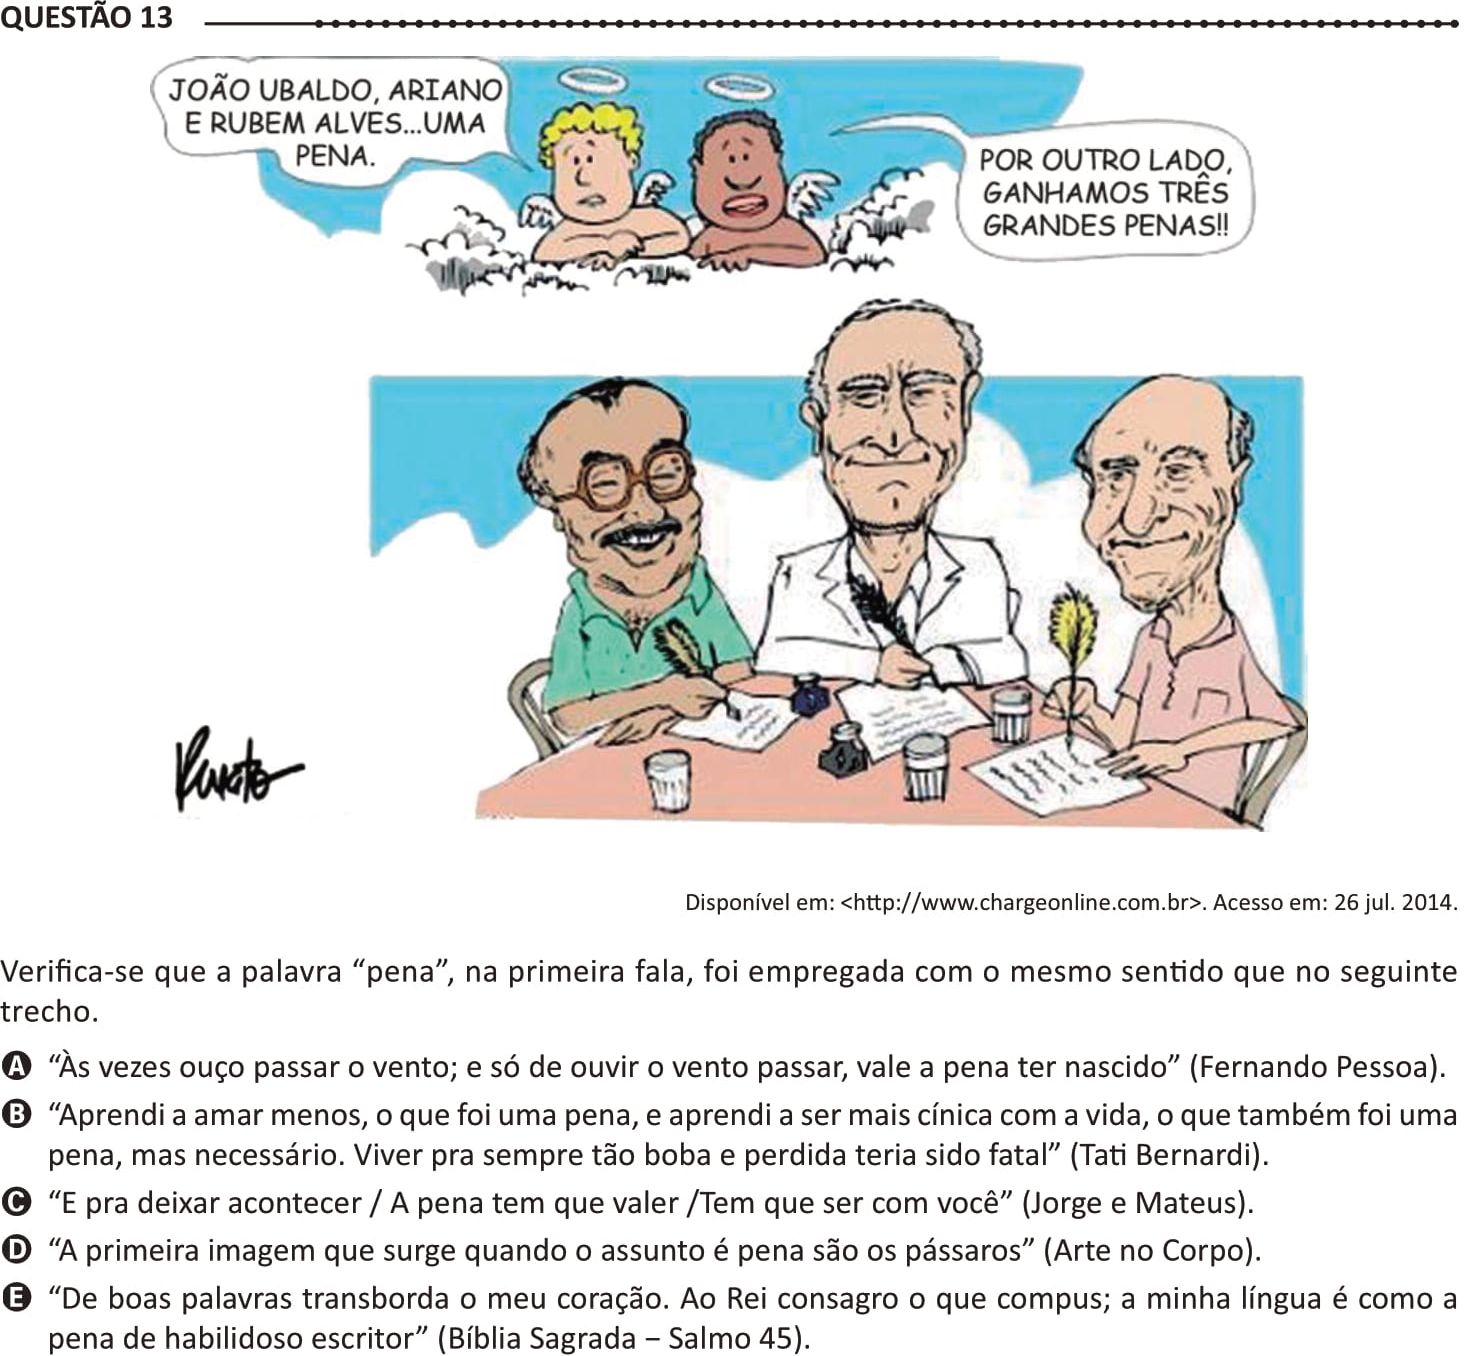 QUESTÃO 13
JOÃO UBALDO, ARIANO
E RUBEM ALVES...UMA
PENA.
POR OUTRO LADO,
GANHAMOS TRÊS
GRANDES PENAS!!
Renato
Disponível em: <http://www.chargeonline.com.br>. Acesso em: 26 jul. 2014.
Verifica-se que a palavra “pena”, na primeira fala, foi empregada com o mesmo sentido que no seguinte
trecho.
A “Às vezes ouço passar o vento; e só de ouvir o vento passar, vale a pena ter nascido” (Fernando Pessoa).
B “Aprendi a amar menos, o que foi uma pena, e aprendi a ser mais cínica com a vida, o que também foi uma
pena, mas necessário. Viver pra sempre tão boba e perdida teria sido fatal” (Tati Bernardi).
C “E pra deixar acontecer / A pena tem que valer /Tem que ser com você” (Jorge e Mateus).
D “A primeira imagem que surge quando o assunto é pena são os pássaros” (Arte no Corpo).
E “De boas palavras transborda o meu coração. Ao Rei consagro o que compus; a minha língua é como a
pena de habilidoso escritor” (Bíblia Sagrada − Salmo 45).